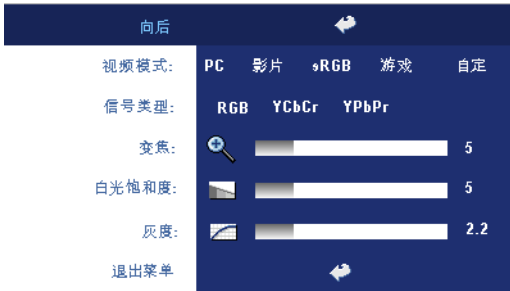 向后
视频模式: PC 影片 sRGB 游戏 自定
信号类型: RGB YCbCr YPbPr
变焦: 5
白光饱和度: 5
灰度: 2.2
退出菜单